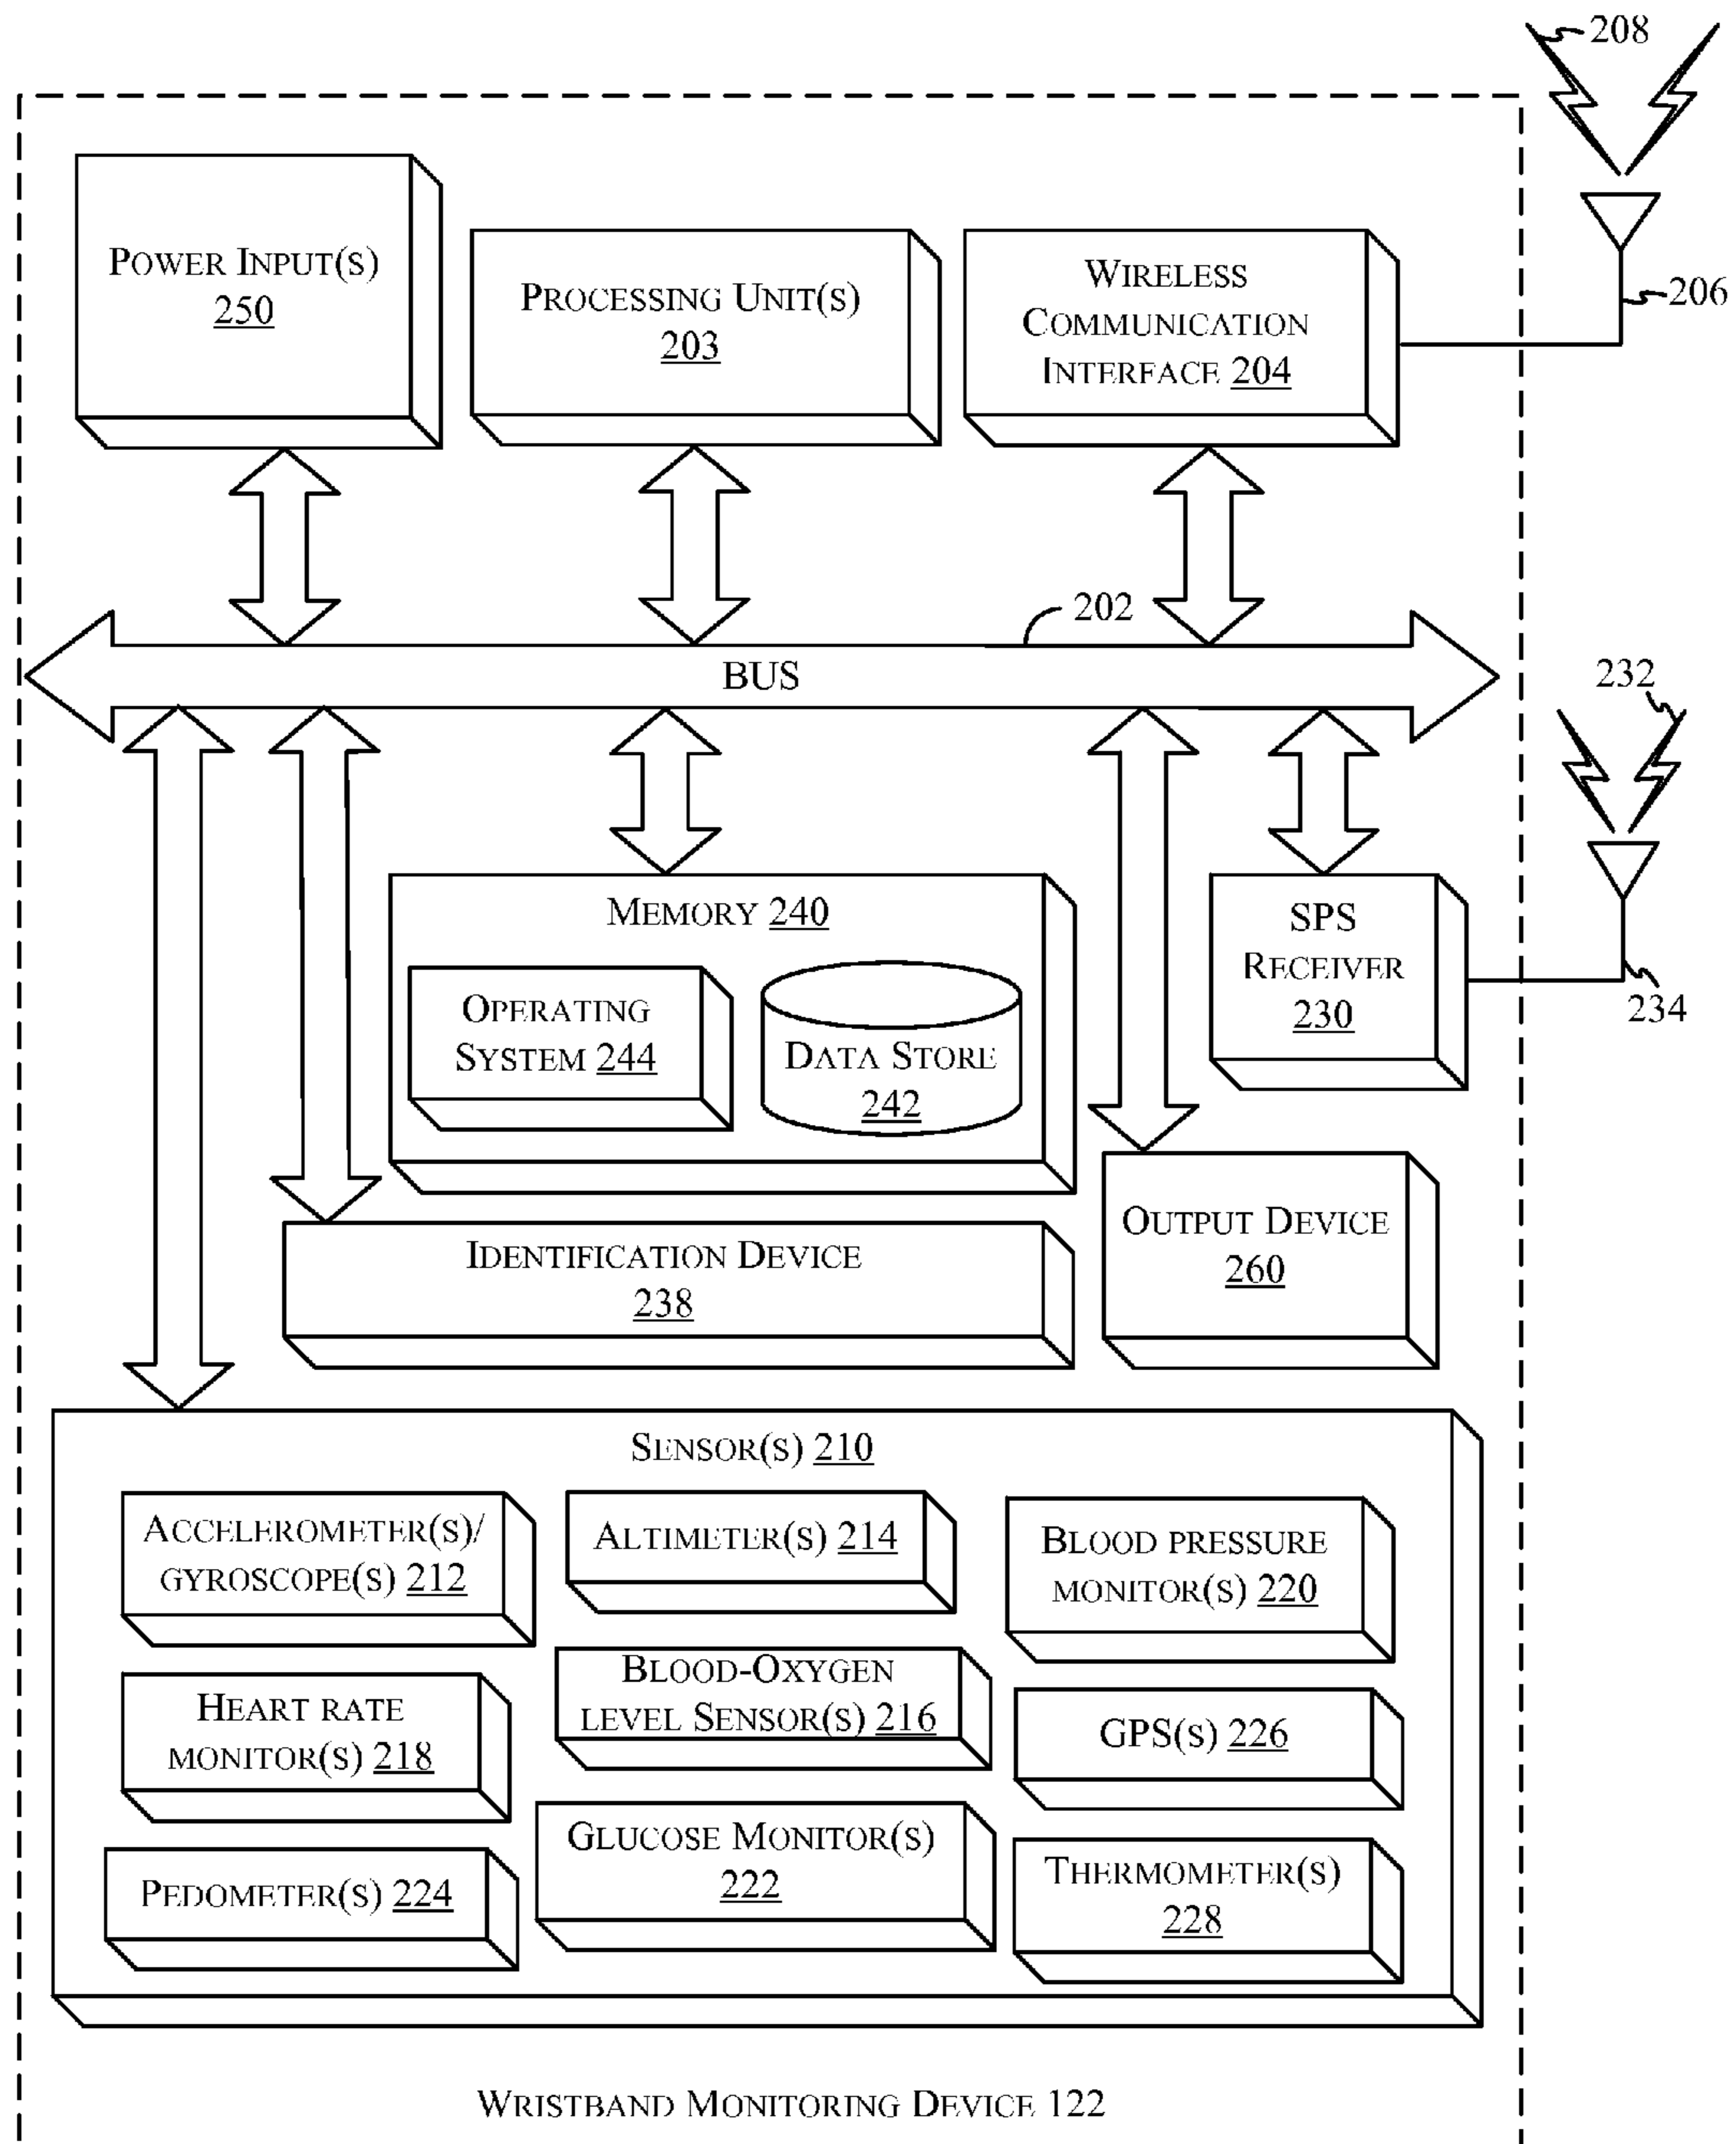 208
POWER INPUT(S)
250
PROCESSING UNIT(S)
203
WIRELESS
COMMUNICATION
INTERFACE 204
206
202
BUS
232
MEMORY 240
OPERATING
SYSTEM 244
DATA STORE
242
SPS
RECEIVER
230
234
OUTPUT DEVICE
260
IDENTIFICATION DEVICE
238
SENSOR(S) 210
ACCELEROMETER(S)/
GYROSCOPE(S) 212
ALTIMETER(S) 214
BLOOD PRESSURE
MONITOR(S) 220
HEART RATE
MONITOR(S) 218
BLOOD-OXYGEN
LEVEL SENSOR(S) 216
GPS(S) 226
PEDOMETER(S) 224
GLUCOSE MONITOR(S)
222
THERMOMETER(S)
228
WRISTBAND MONITORING DEVICE 122